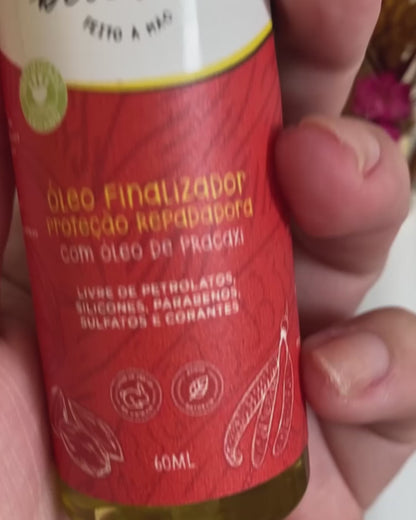 FEITO A MÃO
ÓLEO FINALIZADOR
PROTEÇÃO REPARADORA
COM ÓLEO DE PRACAXI
LIVRE DE PETROLATOS,
SILICONES, PARABENOS,
SULFATOS E CORANTES
60ML